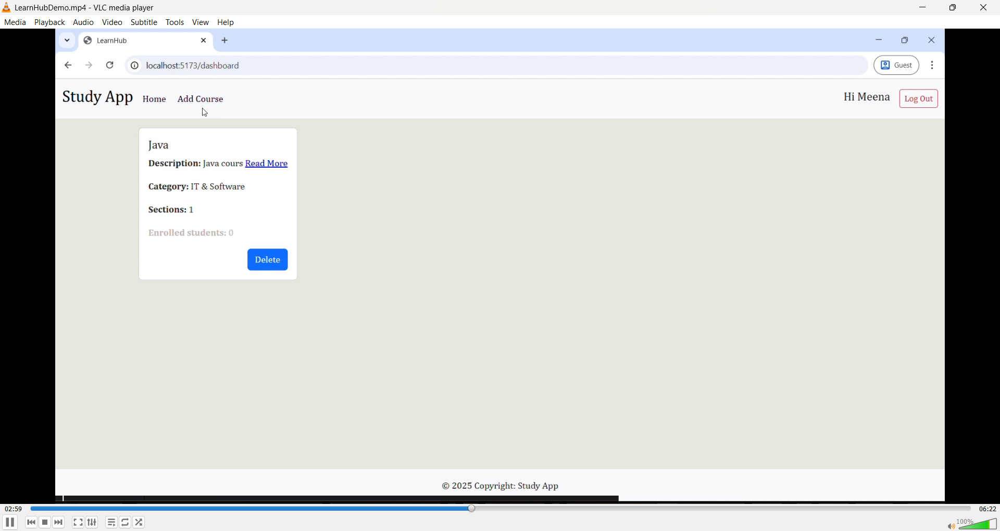 LearnHubDemo.mp4 - VLC media player
Media Playback Audio Video Subtitle Tools View Help
LearnHub
localhost:5173/dashboard
Guest
Study App Home Add Course
Hi Meena Log Out
Java
Description: Java cours Read More
Category: IT & Software
Sections: 1
Enrolled students: 0
Delete
© 2025 Copyright: Study App
02:59
06:22
100%